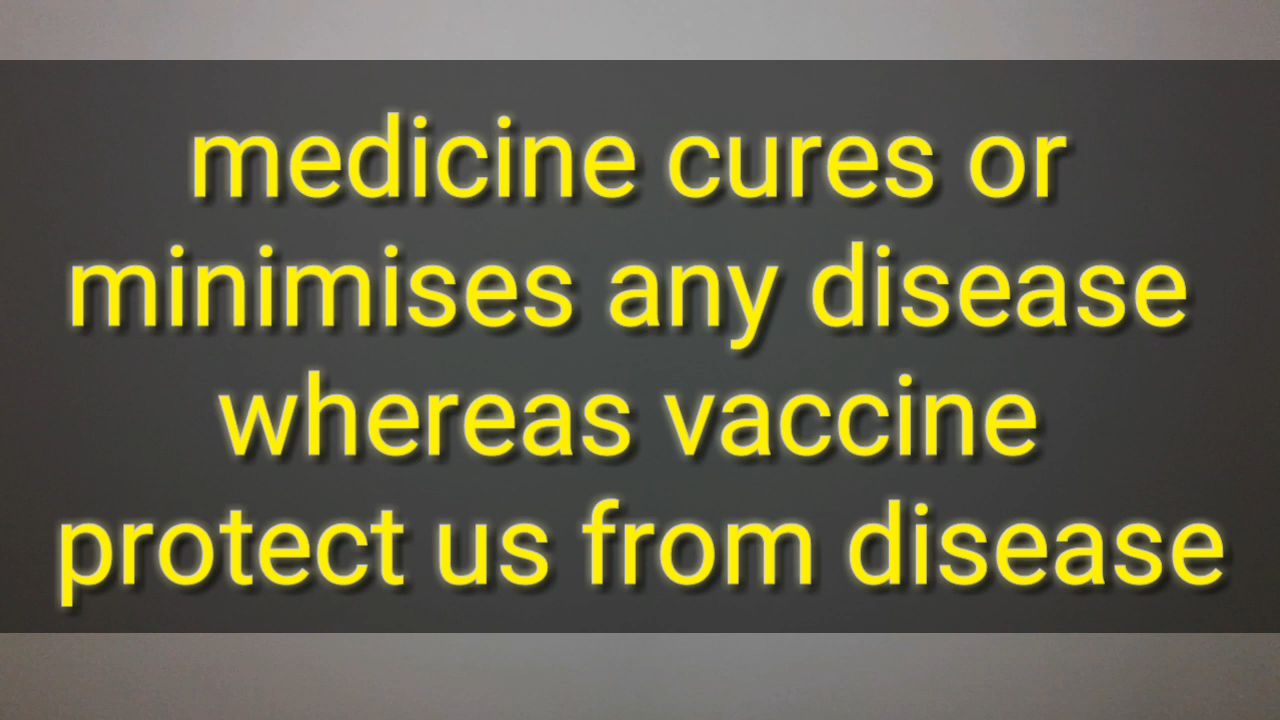 medicine cures or
minimises any disease
whereas vaccine
protect us from disease